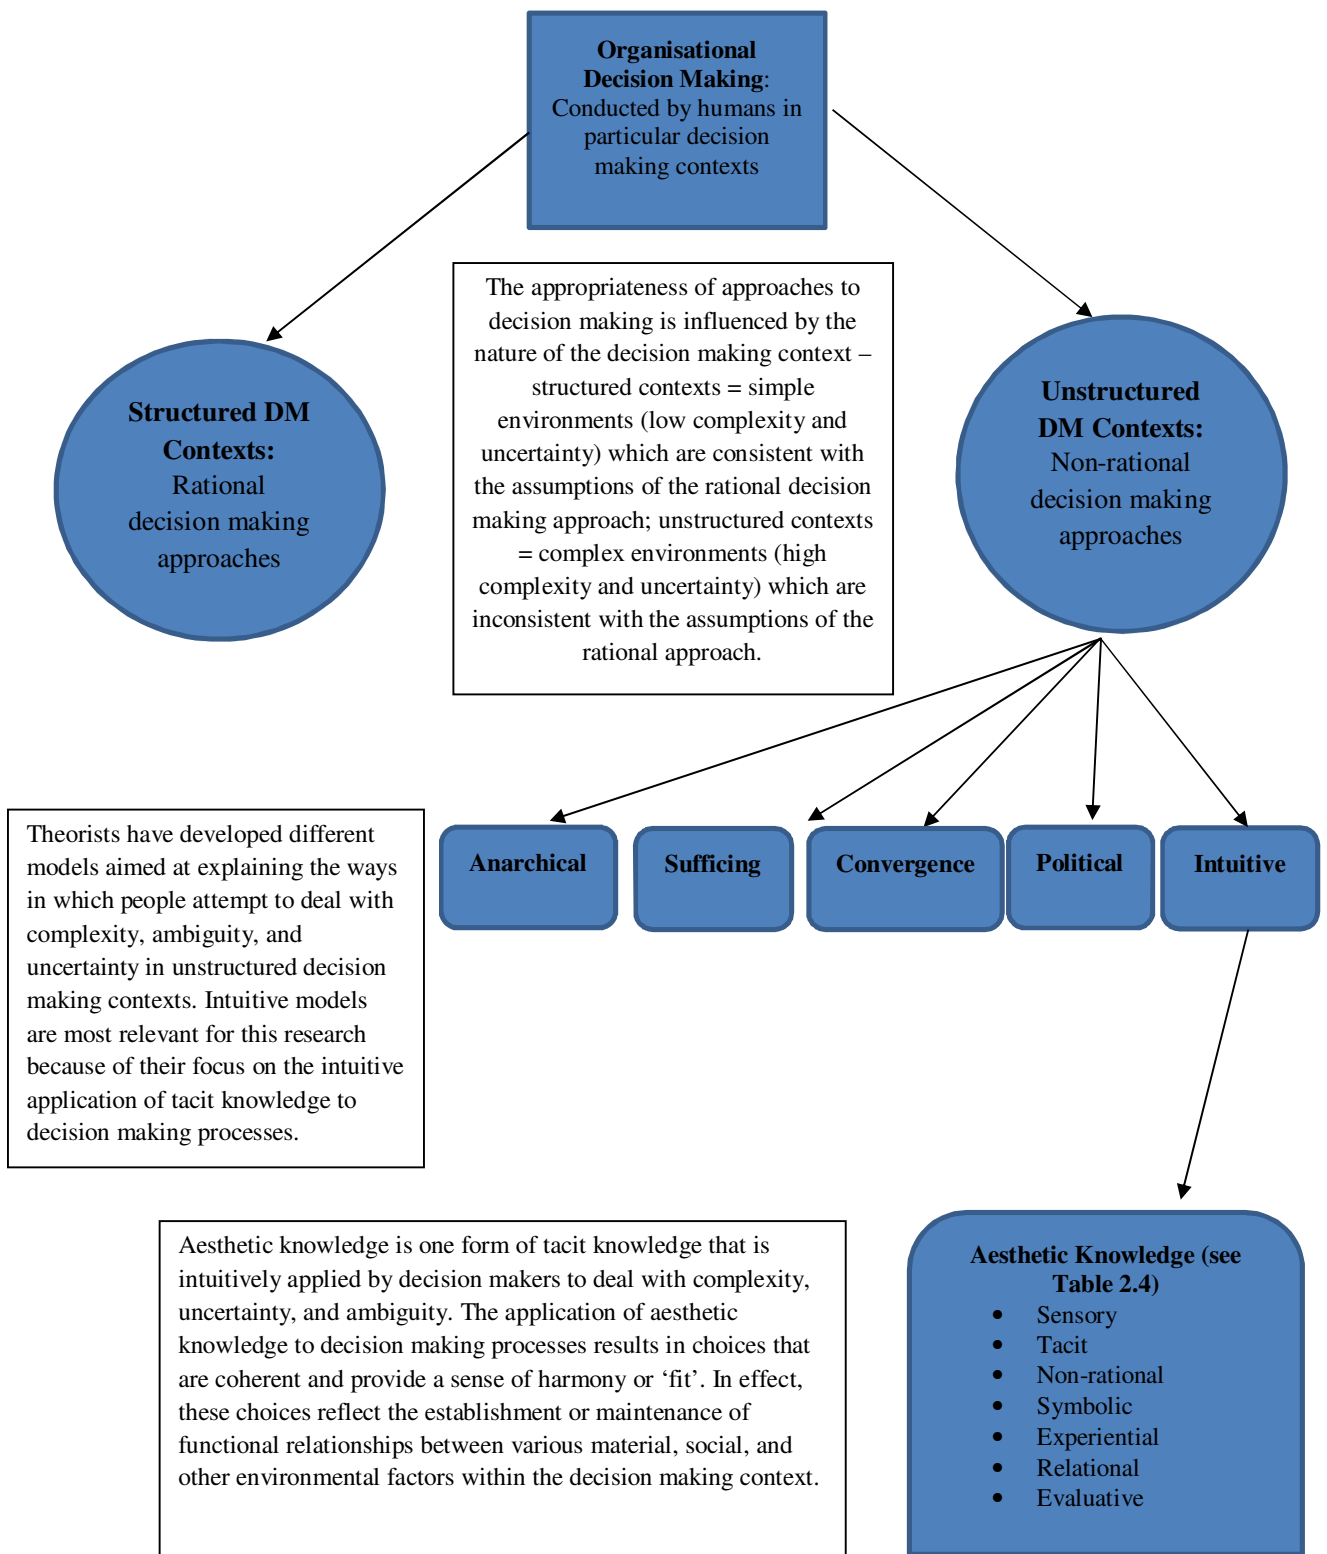 Organisational
Decision Making:
Conducted by humans in
particular decision
making contexts
The appropriateness of approaches to
decision making is influenced by the
nature of the decision making context –
structured contexts = simple
environments (low complexity and
uncertainty) which are consistent with
the assumptions of the rational decision
making approach; unstructured contexts
= complex environments (high
complexity and uncertainty) which are
inconsistent with the assumptions of the
rational approach.
Structured DM
Contexts:
Rational
decision making
approaches
Unstructured
DM Contexts:
Non-rational
decision making
approaches
Anarchical
Sufficing
Convergence
Political
Intuitive
Theorists have developed different
models aimed at explaining the ways
in which people attempt to deal with
complexity, ambiguity, and
uncertainty in unstructured decision
making contexts. Intuitive models
are most relevant for this research
because of their focus on the intuitive
application of tacit knowledge to
decision making processes.
Aesthetic knowledge is one form of tacit knowledge that is
intuitively applied by decision makers to deal with complexity,
uncertainty, and ambiguity. The application of aesthetic
knowledge to decision making processes results in choices that
are coherent and provide a sense of harmony or ‘fit’. In effect,
these choices reflect the establishment or maintenance of
functional relationships between various material, social, and
other environmental factors within the decision making context.
Aesthetic Knowledge (see
Table 2.4)
• Sensory
• Tacit
• Non-rational
• Symbolic
• Experiential
• Relational
• Evaluative